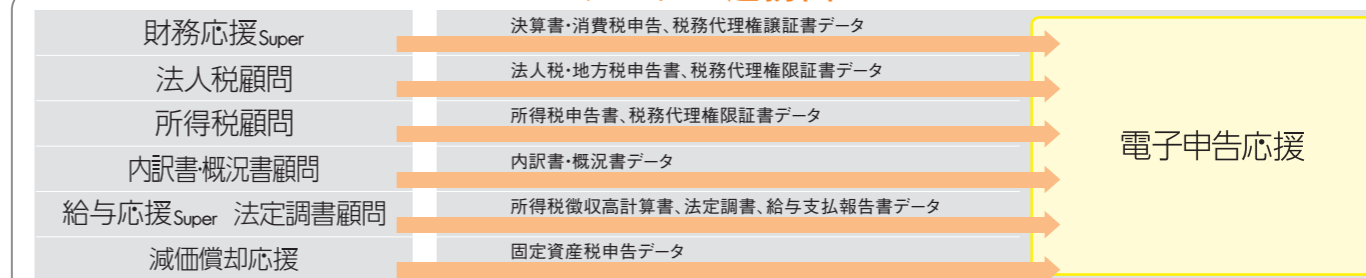 財務応援Super 決算書・消費税申告、税務代理権譲証書データ
法人税顧問 法人税・地方税申告書、税務代理権限証書データ
所得税顧問 所得税申告書、税務代理権限証書データ
内訳書・概況書顧問 内訳書・概況書データ
給与応援Super 法定調書顧問 所得税徴収高計算書、法定調書、給与支払報告書データ
減価償却応援 固定資産税申告データ
電子申告応援